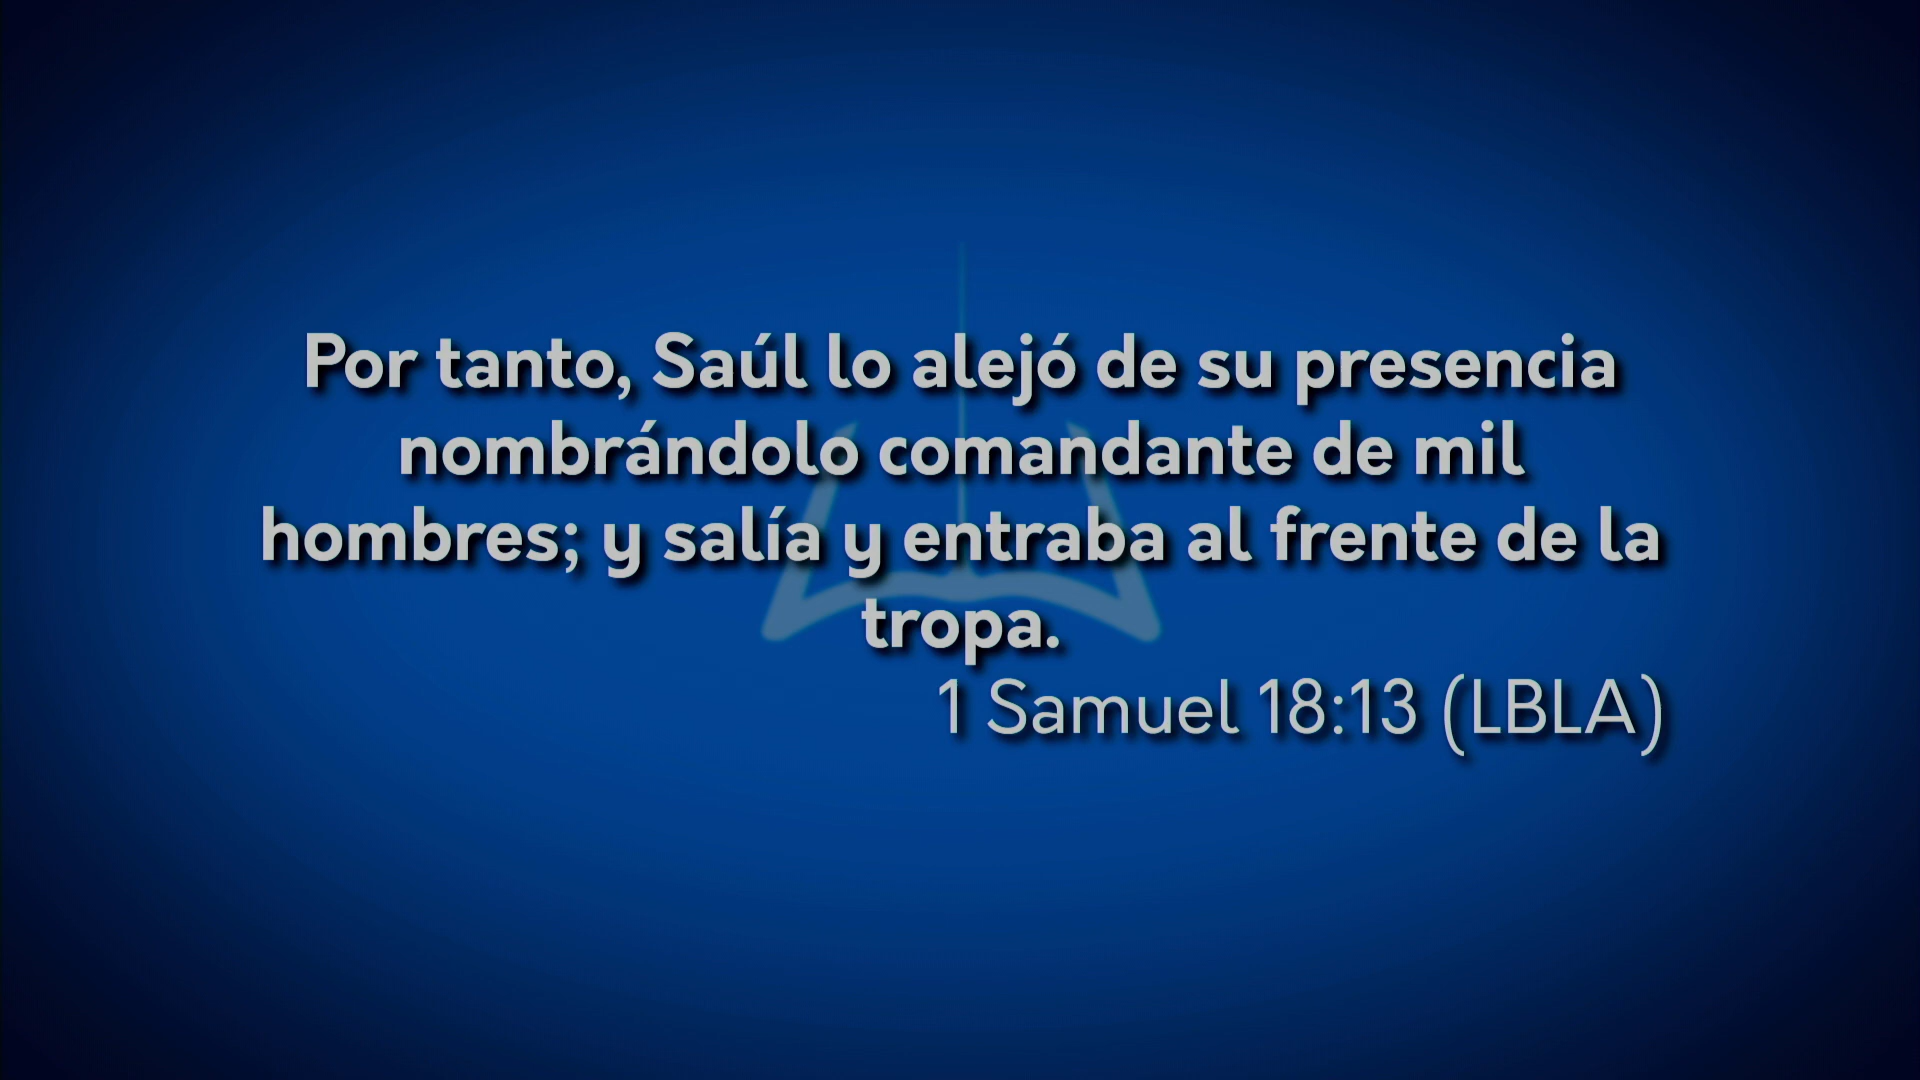 Por tanto, Saúl lo alejó de su presencia
nombrándolo comandante de mil
hombres; y salía y entraba al frente de la
tropa.
1 Samuel 18:13 (LBLA)